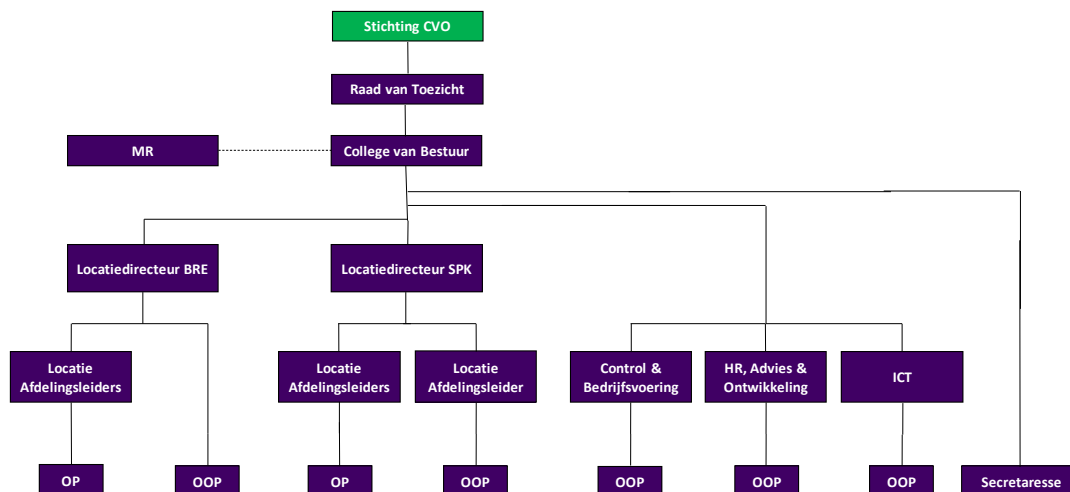 Stichting CVO
Raad van Toezicht
MR
College van Bestuur
Locatiedirecteur BRE
Locatiedirecteur SPK
Locatie
Afdelingsleiders
Locatie
Afdelingsleiders
Locatie
Afdelingsleider
Control &
Bedrijfsvoering
HR, Advies &
Ontwikkeling
ICT
OP
OOP
OP
OOP
OOP
OOP
OOP
Secretaresse